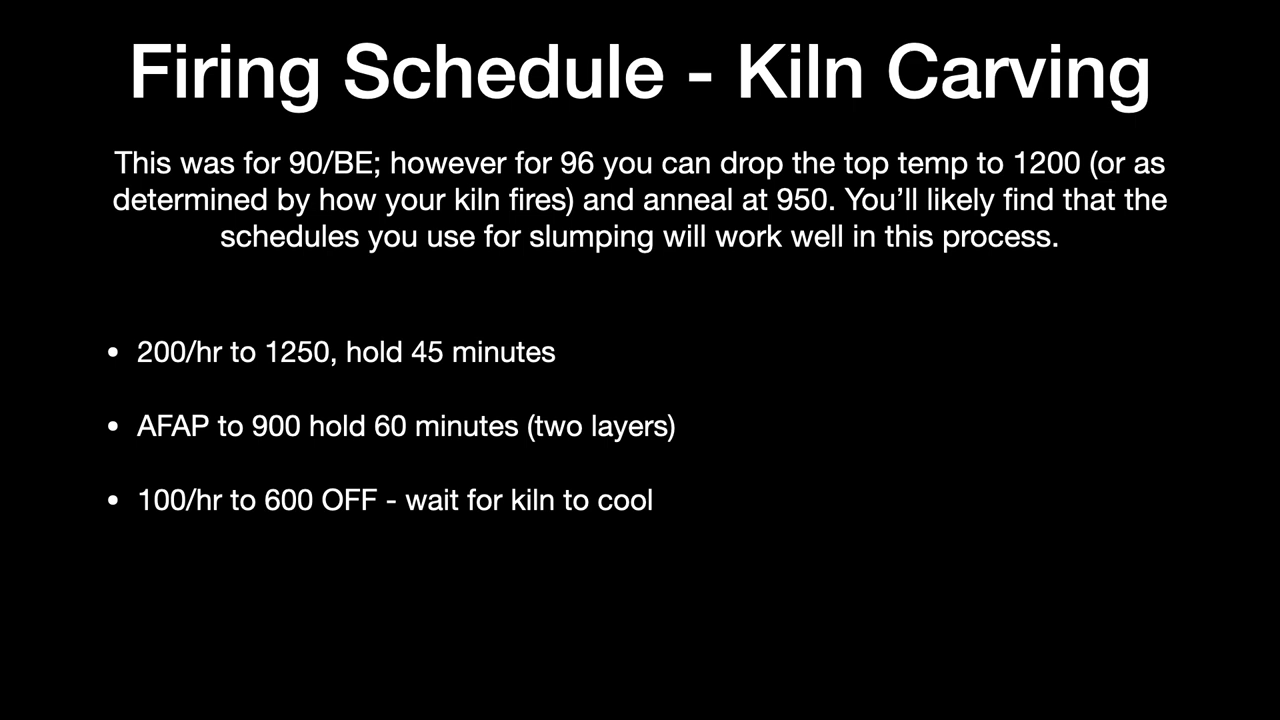 Firing Schedule - Kiln Carving
This was for 90/BE; however for 96 you can drop the top temp to 1200 (or as
determined by how your kiln fires) and anneal at 950. You’ll likely find that the
schedules you use for slumping will work well in this process.
• 200/hr to 1250, hold 45 minutes
• AFAP to 900 hold 60 minutes (two layers)
• 100/hr to 600 OFF - wait for kiln to cool